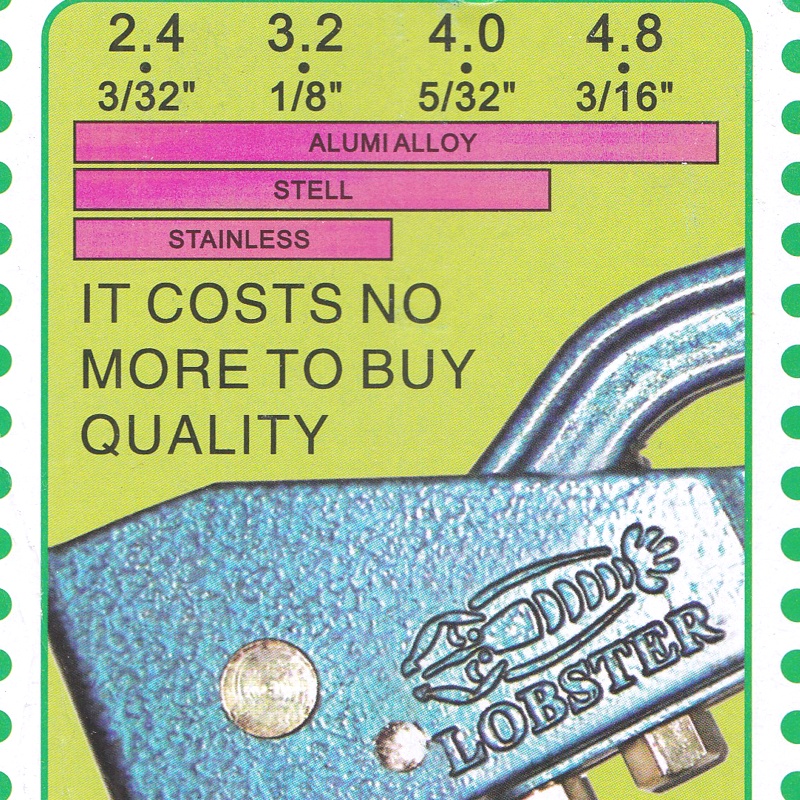 2.4 3.2 4.0 4.8
• • • •
3/32" 1/8" 5/32" 3/16"
ALUMI ALLOY
STELL
STAINLESS
IT COSTS NO
MORE TO BUY
QUALITY
LOBSTER